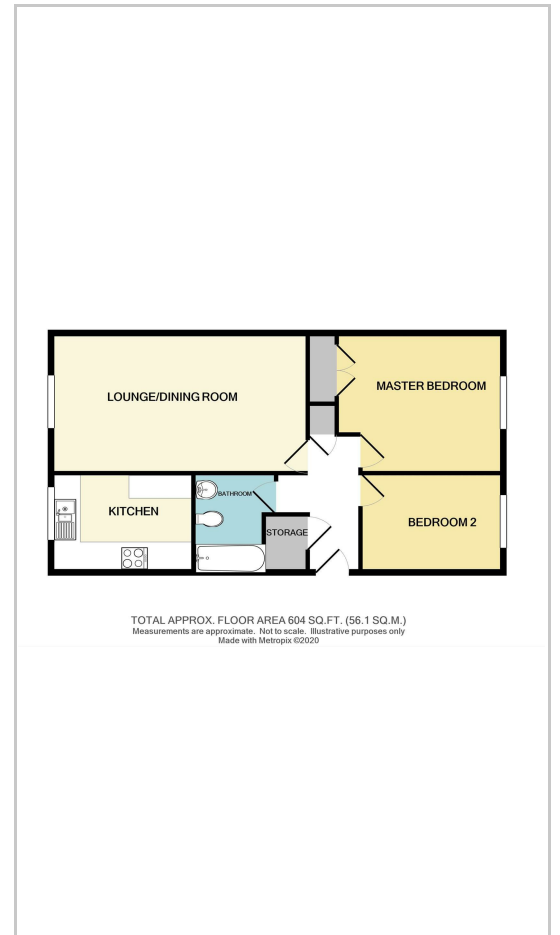 LOUNGE/DINING ROOM
MASTER BEDROOM
KITCHEN
BATHROOM
STORAGE
BEDROOM 2
TOTAL APPROX. FLOOR AREA 604 SQ.FT. (56.1 SQ.M.)
Measurements are approximate. Not to scale. Illustrative purposes only
Made with Metropix ©2020